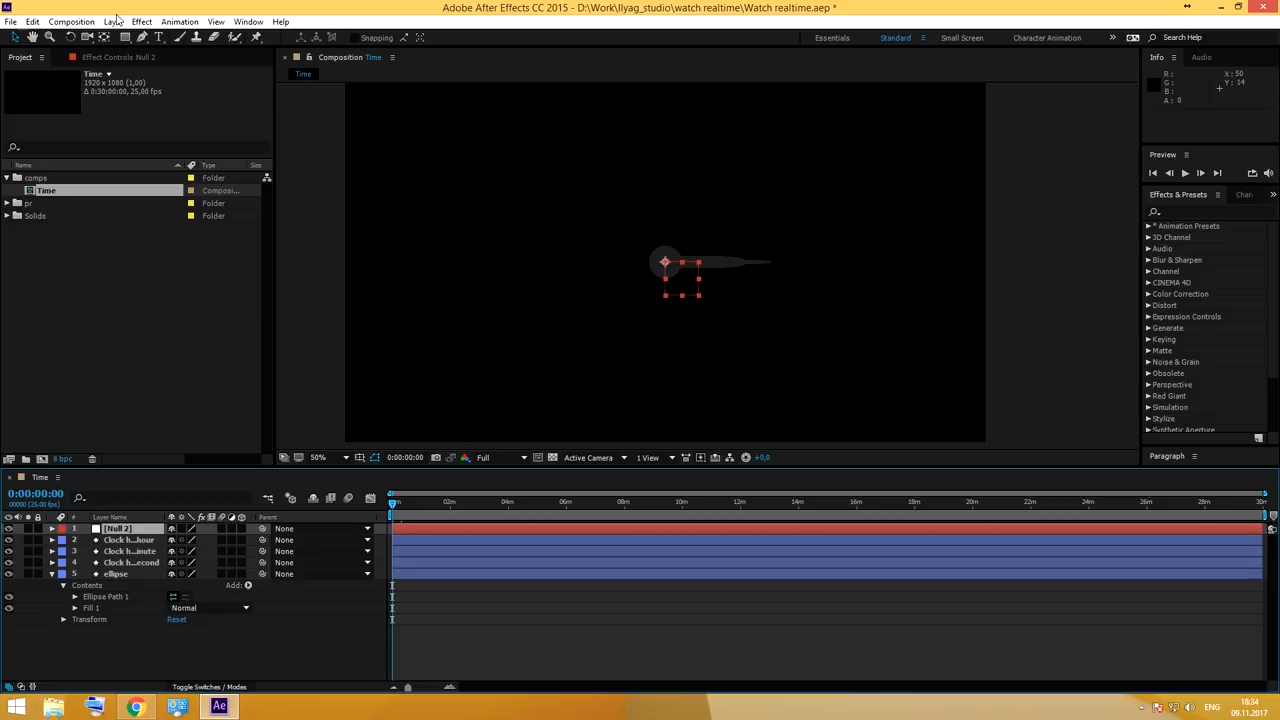 Adobe After Effects CC 2015 - D:\Work\Ilyag_studio\watch realtime\Watch realtime.aep *
File Edit Composition Layer Effect Animation View Window Help
Snapping
Essentials Standard Small Screen Character Animation Search Help
Project Effect Controls Null 2
Composition Time
Info Audio
Time
1920 x 1080 (1,00)
Δ 0:30:00:00, 25,00 fps
Time
R :
G :
B :
A : 0
X : 50
Y : 14
Name Type Size
comps Folder
Time Composi...
pr Folder
Solids Folder
Preview
Effects & Presets Char
* Animation Presets
3D Channel
Audio
Blur & Sharpen
Channel
CINEMA 4D
Color Correction
Distort
Expression Controls
Generate
Keying
Matte
Noise & Grain
Obsolete
Perspective
Red Giant
Simulation
Stylize
Synthetic Aperture
Paragraph
8 bpc
50% 0:00:00:00 Full Active Camera 1 View +0,0
Time
0:00:00:00
00000 (25.00 fps)
02m 04m 06m 08m 10m 12m 14m 16m 18m 20m 22m 24m 26m 28m 30m
# Layer Name Parent
1 [Null 2] None
2 Clock h...hour None
3 Clock h...mute None
4 Clock h...econd None
5 ellipse None
Contents Add:
Ellipse Path 1
Fill 1 Normal
Transform Reset
Toggle Switches / Modes
Ae ENG 18:34
09.11.2017